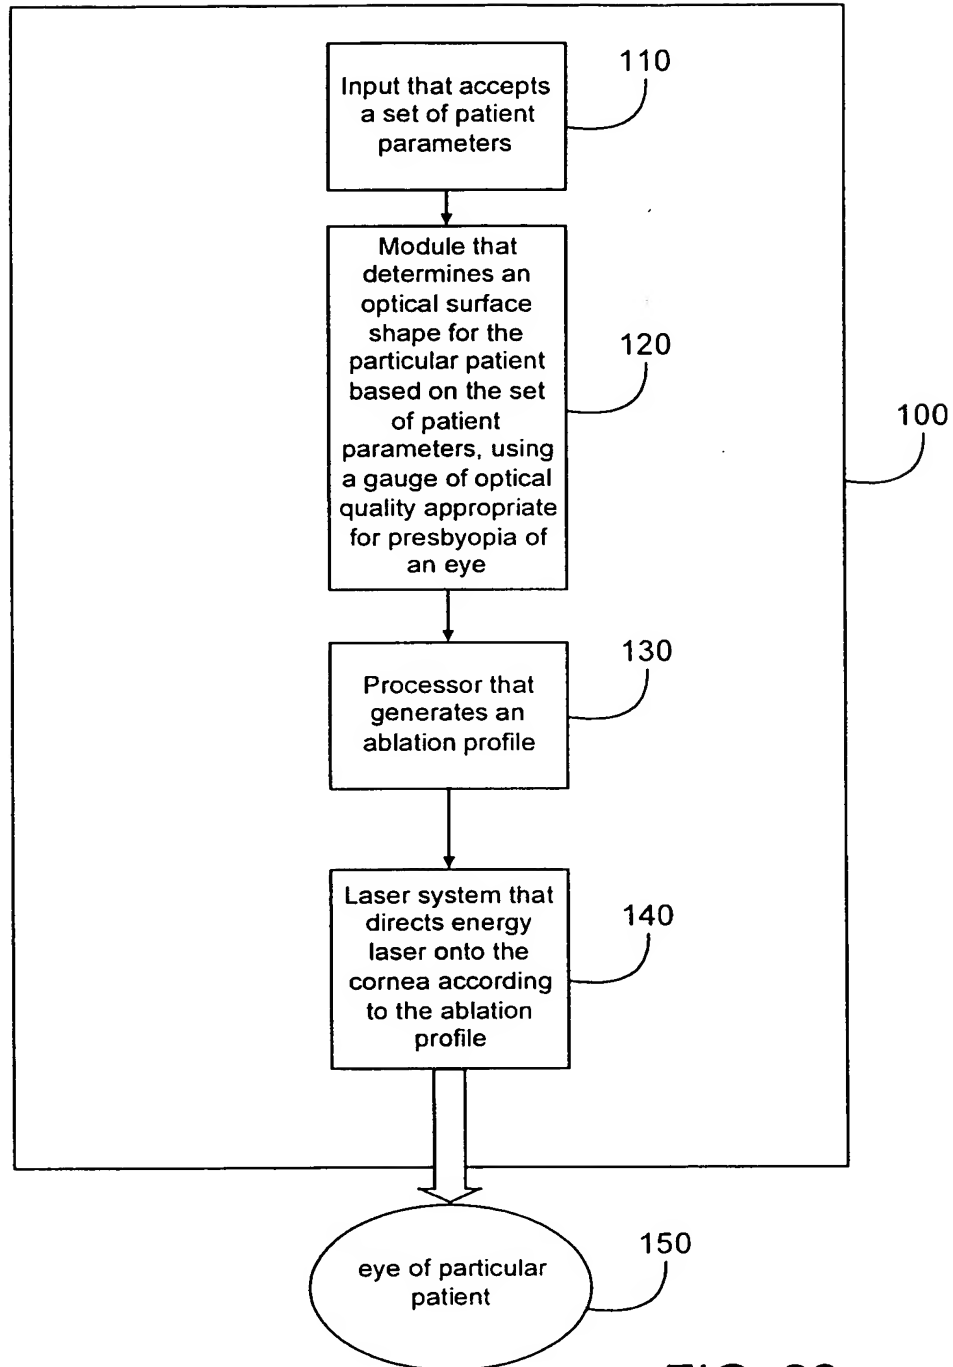 110
Input that accepts
a set of patient
parameters
Module that
determines an
optical surface
shape for the
particular patient
based on the set
of patient
parameters, using
a gauge of optical
quality appropriate
for presbyopia of
an eye
120
100
130
Processor that
generates an
ablation profile
Laser system that
directs energy
laser onto the
cornea according
to the ablation
profile
140
150
eye of particular
patient